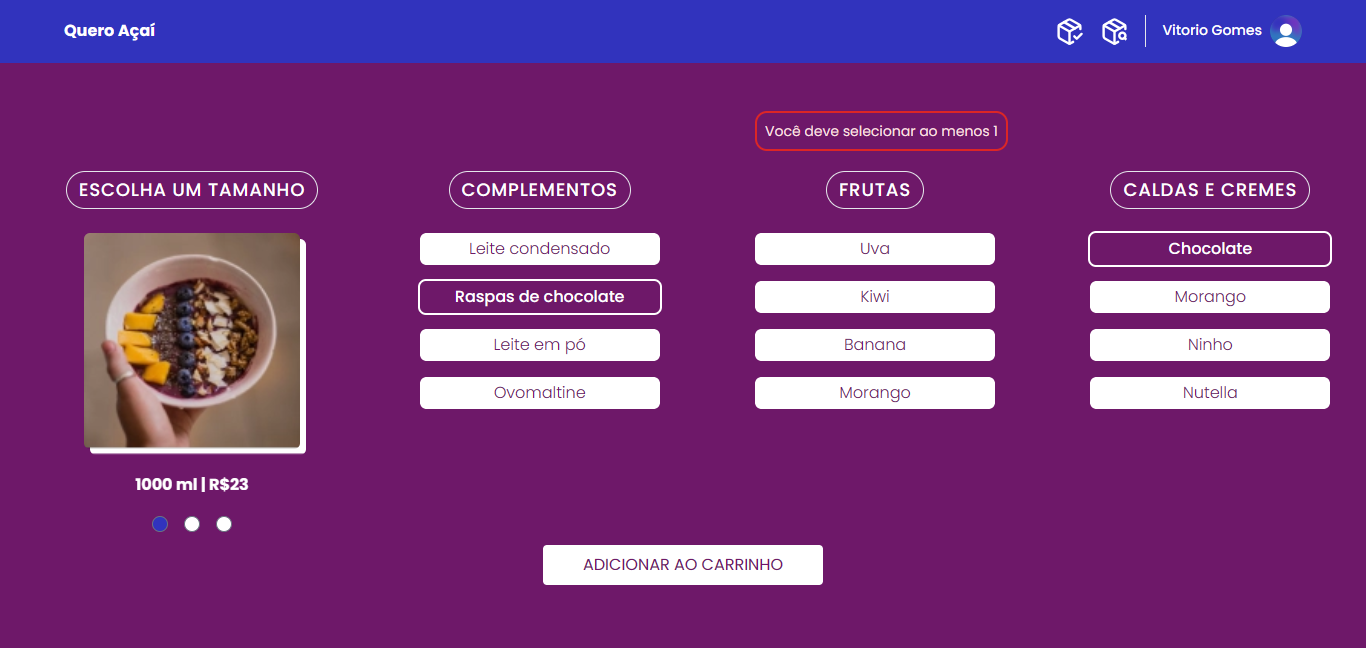 Quero Açaí
Vitorio Gomes
Você deve selecionar ao menos 1
ESCOLHA UM TAMANHO
1000 ml | R$23
COMPLEMENTOS
Leite condensado
Raspas de chocolate
Leite em pó
Ovomaltine
FRUTAS
Uva
Kiwi
Banana
Morango
CALDAS E CREMES
Chocolate
Morango
Ninho
Nutella
ADICIONAR AO CARRINHO